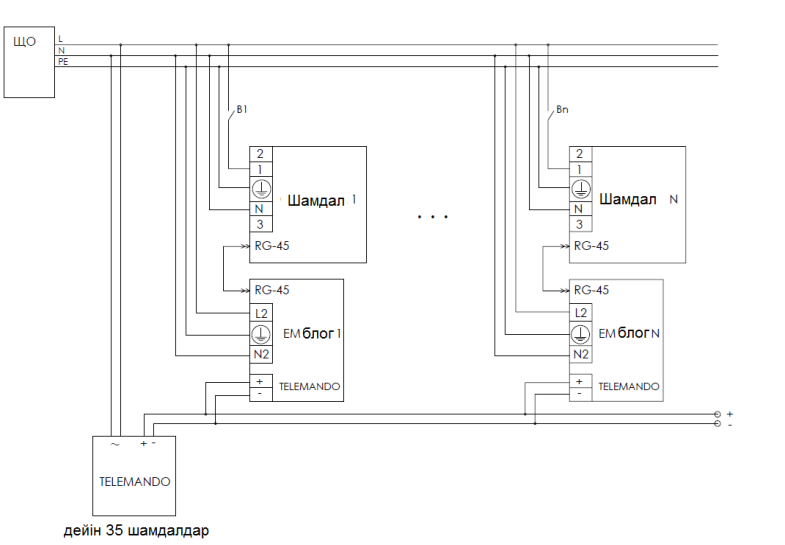 ЩО
L
N
PE
B1
Bn
2
1
N
3
RG-45
Шамдал 1
. . .
2
1
N
3
RG-45
Шамдал N
RG-45
L2
N2
EM блог 1
+
-
TELEMANDO
RG-45
L2
N2
EM блог N
+
-
TELEMANDO
+
-
~ + -
TELEMANDO
дейін 35 шамдалдар